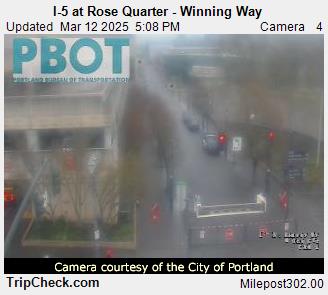 I-5 at Rose Quarter - Winning Way
Updated Mar 12 2025 5:08 PM Camera 4
PBOT
PORTLAND BUREAU OF TRANSPORTATION
Camera courtesy of the City of Portland
TripCheck.com Milepost302.00